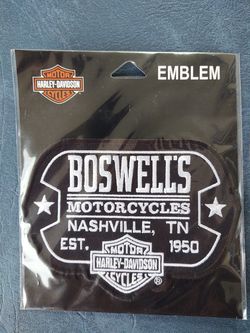 MOTOR
HARLEY-DAVIDSON
CYCLES
EMBLEM
BOSWELL'S
MOTORCYCLES
NASHVILLE, TN
EST. 1950
MOTOR
HARLEY-DAVIDSON
CYCLES
®